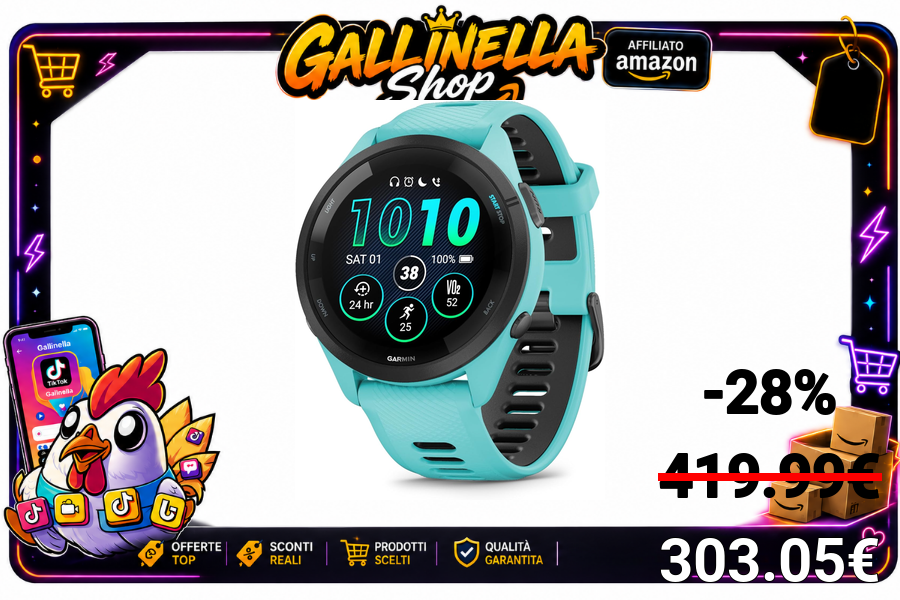 GALLINELLA
Shop
AFFILIATO
amazon
LIGHT
START STOP
10 10
SAT 01
100%
38
UP
24 hr
VO2
52
25
DOWN
BACK
GARMIN
Gallinella
TikTok
Gallinella
-28%
419.99€
303.05€
OFFERTE
TOP
SCONTI
REALI
PRODOTTI
SCELTI
QUALITÀ
GARANTITA